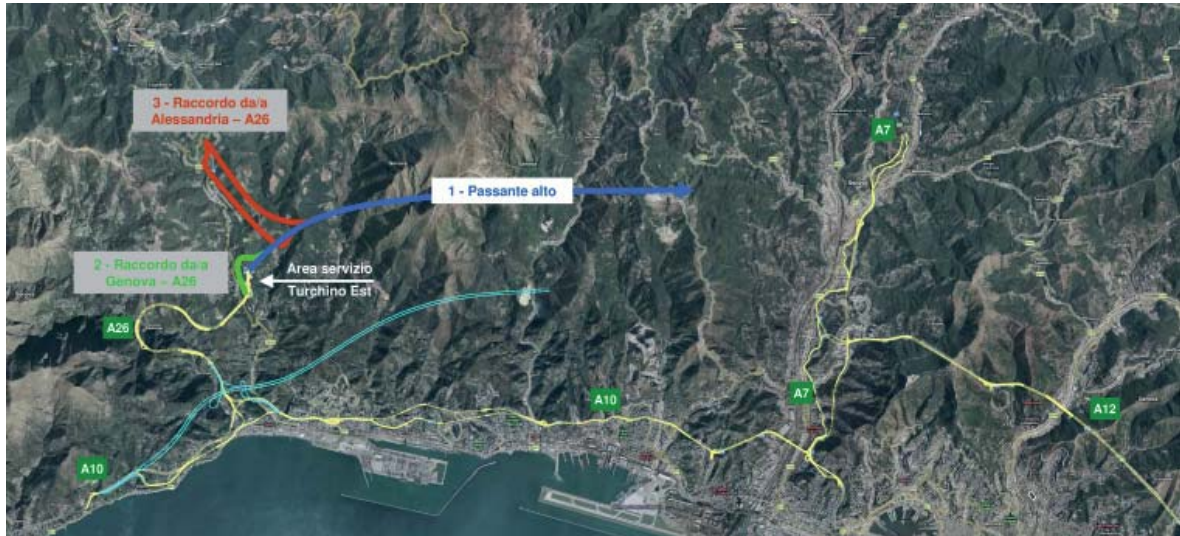 3 - Raccordo da/a
Alessandria – A26
A7
1 - Passante alto
2 - Raccordo da/a
Genova – A26
Area servizio
Turchino Est
A26
A10
A7
A12
A10